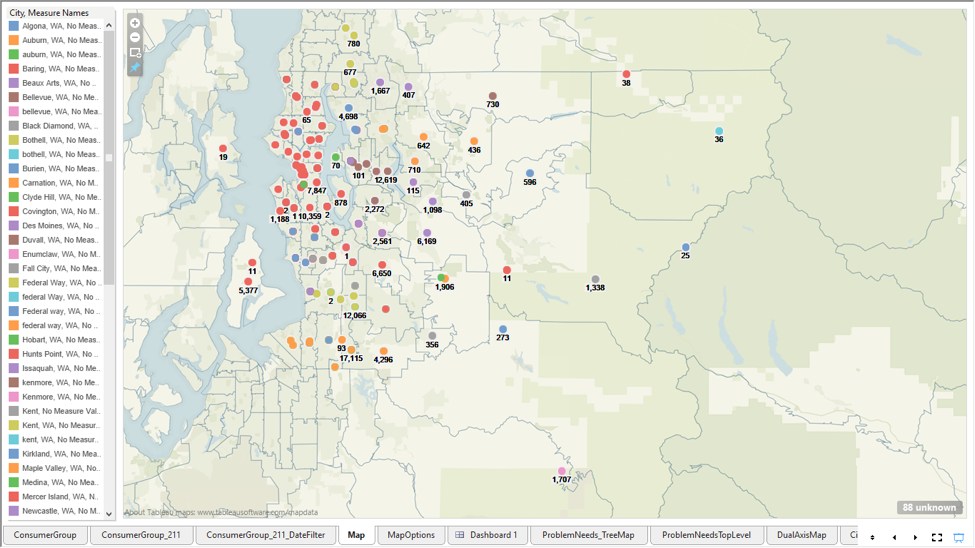 City, Measure Names
Algona, WA, No Meas..
Auburn, WA, No Meas..
auburn, WA, No Meas..
Baring, WA, No Meas..
Beaux Arts, WA, No ..
Bellevue, WA, No Me..
bellevue, WA, No Me..
Black Diamond, WA, ..
Bothell, WA, No Meas..
bothell, WA, No Meas..
Burien, WA, No Meas..
Carnation, WA, No M..
Clyde Hill, WA, No Me..
Covington, WA, No M..
Des Moines, WA, No ..
Duvall, WA, No Meas..
Enumclaw, WA, No Me..
Fall City, WA, No Mea..
Federal Way, WA, No ..
federal Way, WA, No ..
Federal way, WA, No ..
federal way, WA, No ..
Hobart, WA, No Meas..
Hunts Point, WA, No ..
Issaquah, WA, No Me..
kenmore, WA, No Me..
Kenmore, WA, No Me..
Kent, WA, No Measure Val..
Kent, WA, No Measur..
kent, WA, No Measur..
Kirkland, WA, No Mea..
Maple Valley, WA, No..
Medina, WA, No Meas..
Mercer Island, WA, N..
Newcastle, WA, No M..
780
677
1,667
407
38
730
65
4,698
36
642
436
19
70
101
12,619
710
596
115
7,847
878
405
2
1,188
1
10,359
2
2,272
1,098
2,561
6,169
1
25
11
6,650
5,377
1,906
11
1,338
2
12,066
273
356
93
17,115
4,296
1,707
88 unknown
About Tableau maps: www.tableausoftware.com/mapdata
ConsumerGroup
ConsumerGroup_211
ConsumerGroup_211_DateFilter
Map
MapOptions
Dashboard 1
ProblemNeeds_TreeMap
ProblemNeedsTopLevel
DualAxisMap
Ci